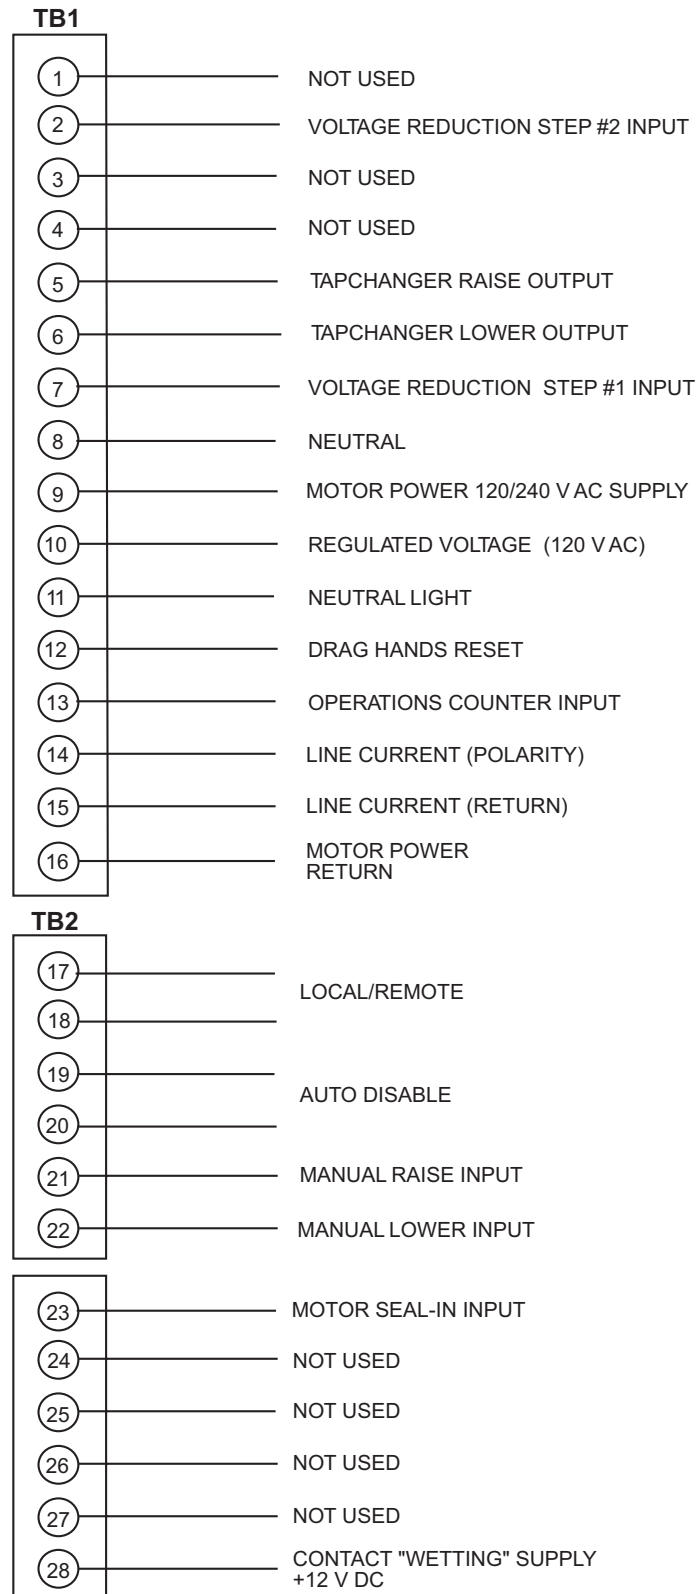 TB1
1 NOT USED
2 VOLTAGE REDUCTION STEP #2 INPUT
3 NOT USED
4 NOT USED
5 TAPCHANGER RAISE OUTPUT
6 TAPCHANGER LOWER OUTPUT
7 VOLTAGE REDUCTION STEP #1 INPUT
8 NEUTRAL
9 MOTOR POWER 120/240 V AC SUPPLY
10 REGULATED VOLTAGE (120 V AC)
11 NEUTRAL LIGHT
12 DRAG HANDS RESET
13 OPERATIONS COUNTER INPUT
14 LINE CURRENT (POLARITY)
15 LINE CURRENT (RETURN)
16 MOTOR POWER
RETURN
TB2
17
LOCAL/REMOTE
18
19
AUTO DISABLE
20
21 MANUAL RAISE INPUT
22 MANUAL LOWER INPUT
23 MOTOR SEAL-IN INPUT
24 NOT USED
25 NOT USED
26 NOT USED
27 NOT USED
28 CONTACT "WETTING" SUPPLY
+12 V DC